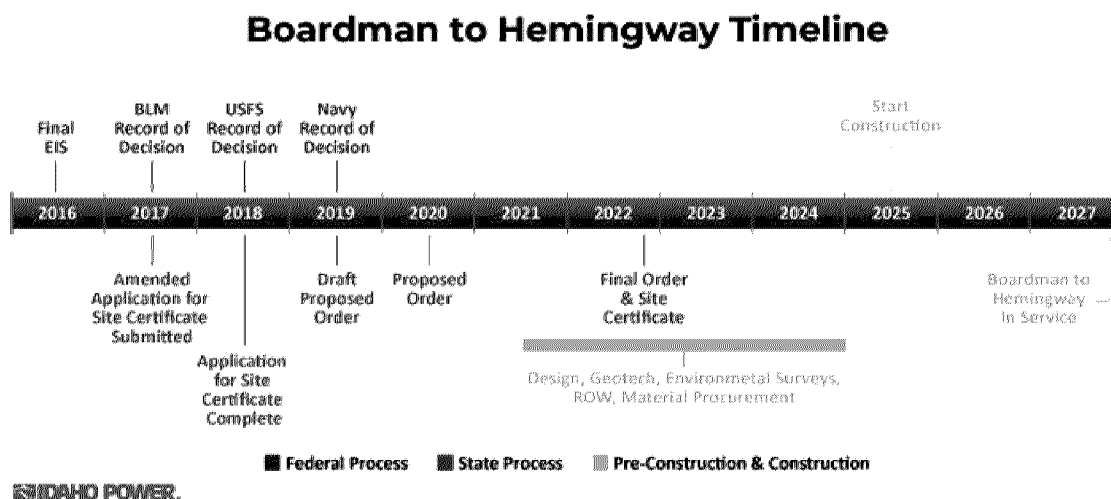 Boardman to Hemingway Timeline
Final
EIS
BLM
Record of
Decision
USFS
Record of
Decision
Navy
Record of
Decision
Start
Construction
2016 2017 2018 2019 2020 2021 2022 2023 2024 2025 2026 2027
Amended
Application for
Site Certificate
Submitted
Application
for Site
Certificate
Complete
Draft
Proposed
Order
Proposed
Order
Final Order
& Site
Certificate
Boardman to
Hemingway
In Service
Design, Geotech, Environmetal Surveys,
ROW, Material Procurement
Federal Process State Process Pre-Construction & Construction
IDAHO POWER.